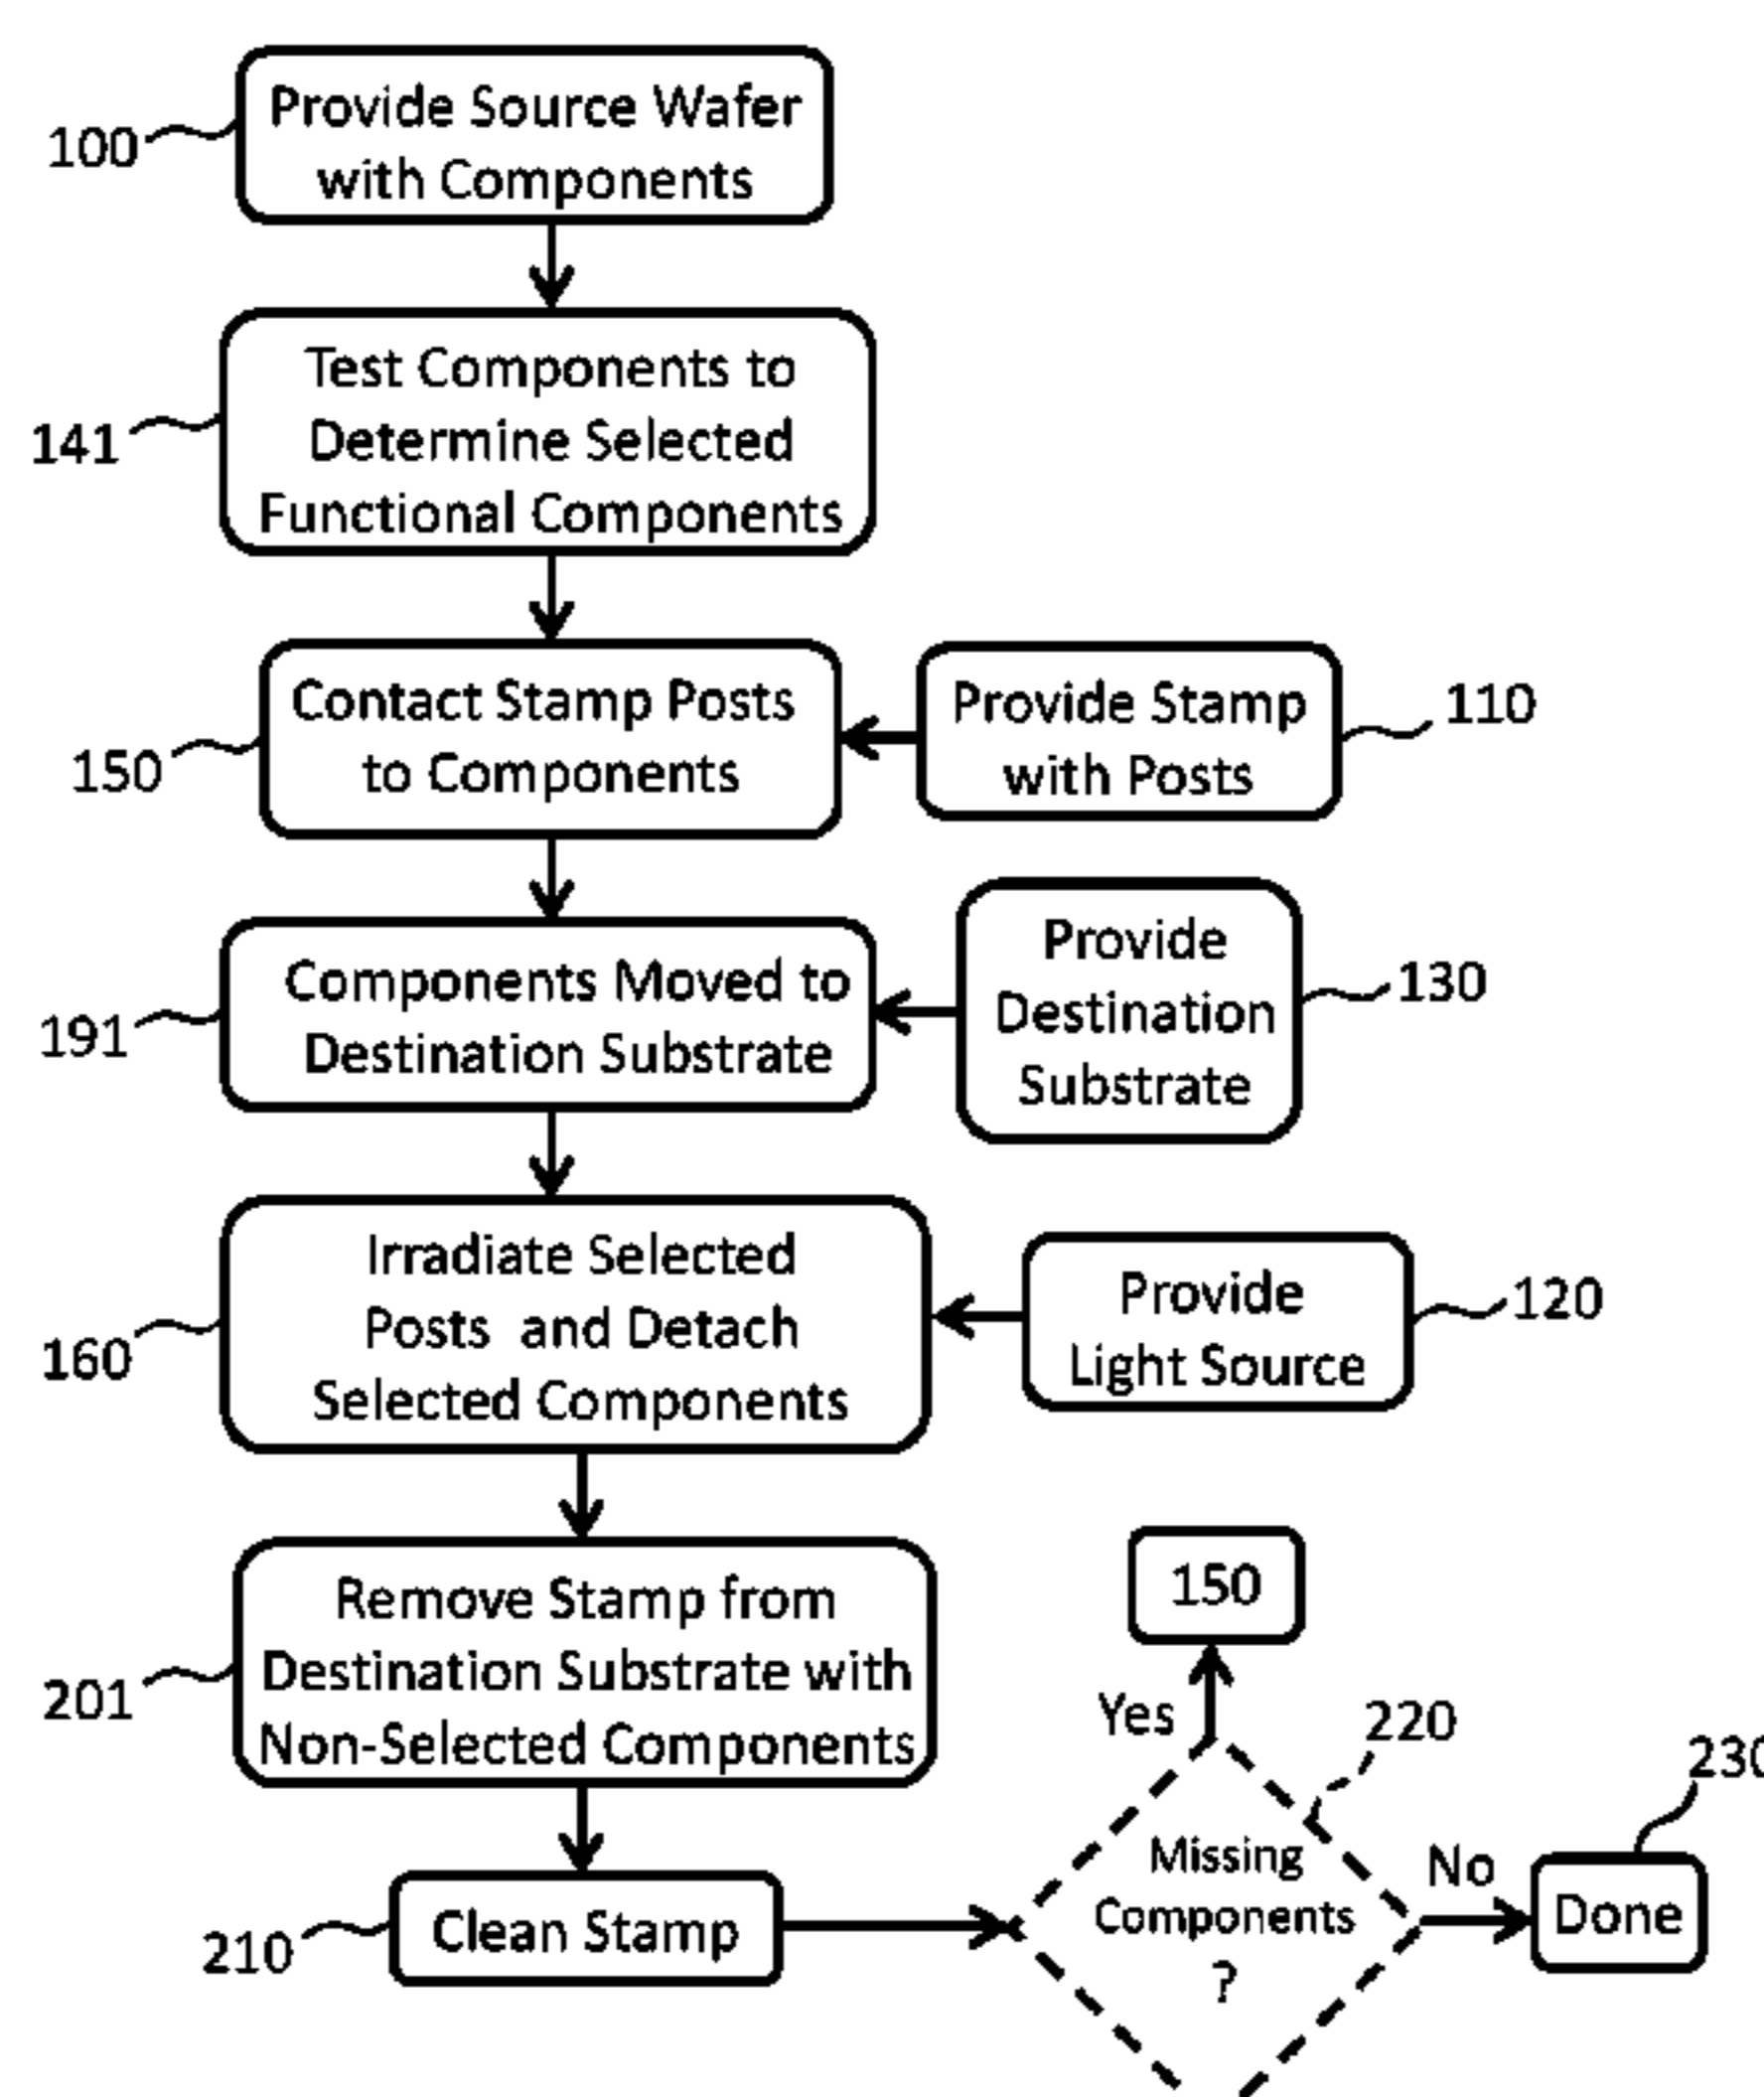 Provide Source Wafer
with Components
100
Test Components to
Determine Selected
Functional Components
141
Contact Stamp Posts
to Components
150
Provide Stamp
with Posts
110
Components Moved to
Destination Substrate
191
Provide
Destination
Substrate
130
Irradiate Selected
Posts and Detach
Selected Components
160
Provide
Light Source
120
Remove Stamp from
Destination Substrate with
Non-Selected Components
201
150
Yes
220
230
Clean Stamp
210
Missing
Components
?
No
Done